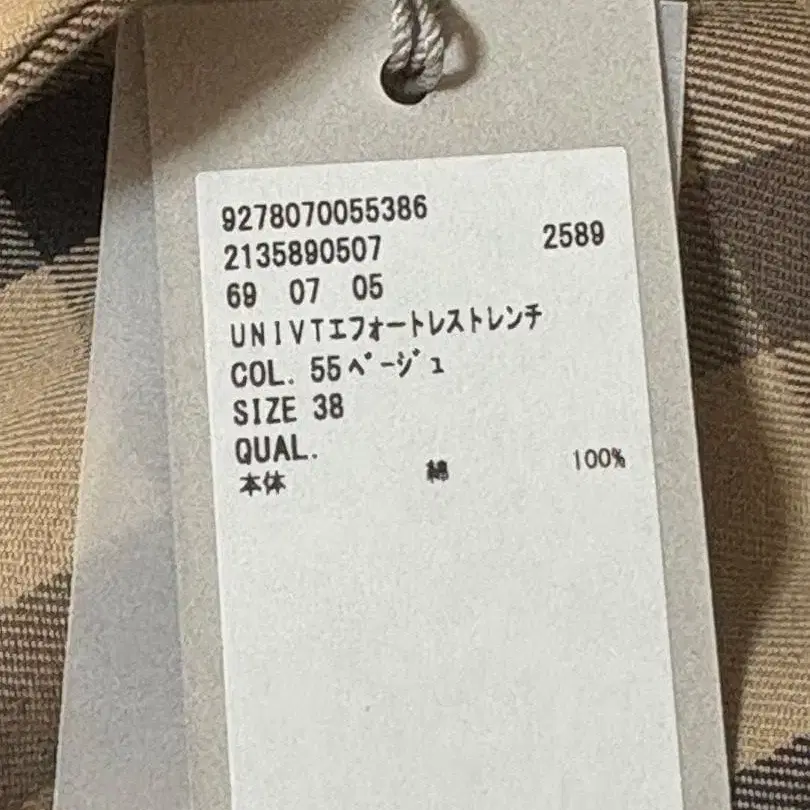 9278070055386
2135890507 2589
69 07 05
UNIVTエフォートレストレンチ
COL. 55ﾍﾞｰｼﾞｭ
SIZE 38
QUAL.
本体 綿 100%